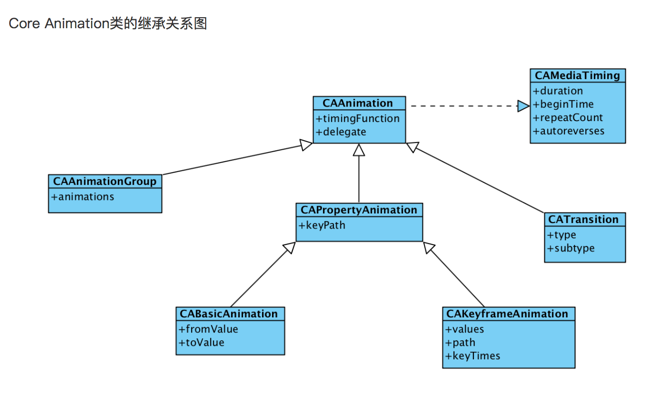 Core Animation类的继承关系图
CAMediaTiming
+duration
+beginTime
+repeatCount
+autoreverses
CAAnimation
+timingFunction
+delegate
CAAnimationGroup
+animations
CAPropertyAnimation
+keyPath
CATransition
+type
+subtype
CABasicAnimation
+fromValue
+toValue
CAKeyframeAnimation
+values
+path
+keyTimes